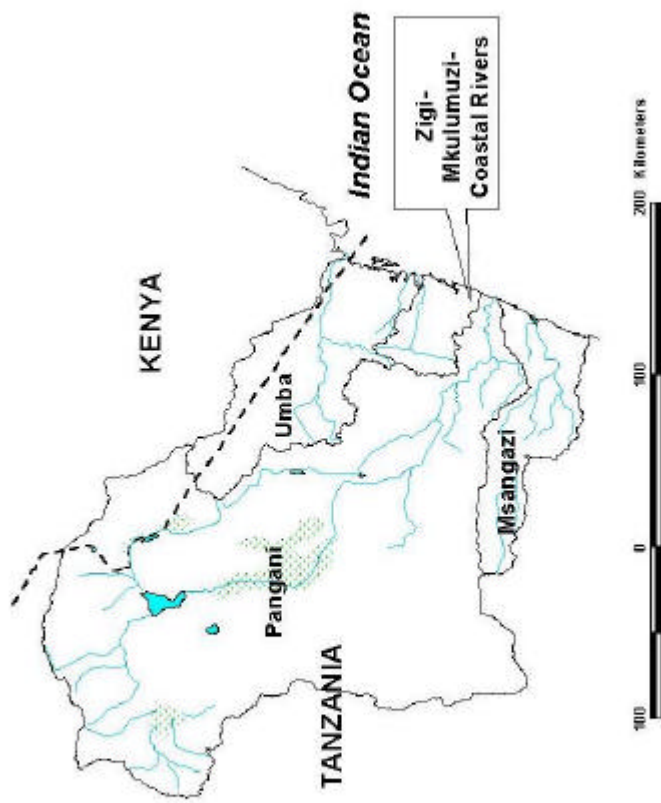 KENYA
Indian Ocean
Umba
Pangani
TANZANIA
Zigi-
Mkulumuzi-
Coastal Rivers
Msangazi
100 0 100 200 Kilometers